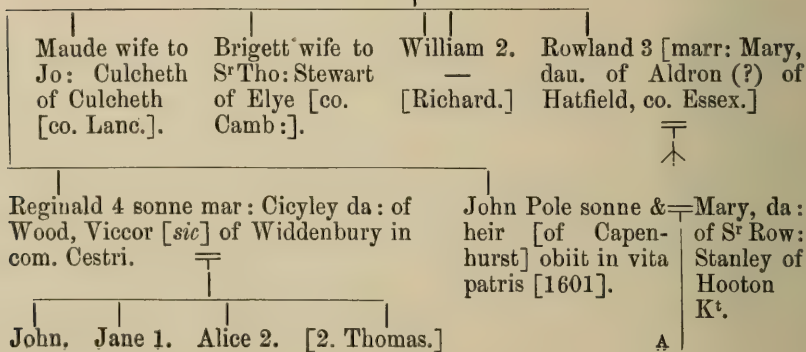 Maude wife to
Jo: Culcheth
of Culcheth
[co. Lanc.].
Brigett wife to
Sʳ Tho: Stewart
of Elye [co.
Camb:].
William 2.
—
[Richard.]
Rowland 3 [marr: Mary,
dau. of Aldron (?) of
Hatfield, co. Essex.]
Reginald 4 sonne mar: Cicyley da: of
Wood, Viccor [sic] of Widdenbury in
com. Cestri.
John Pole sonne &
heir [of Capen-
hurst] obiit in vita
patris [1601].
Mary, da:
of Sʳ Row:
Stanley of
Hooton
Kᵗ.
John. Jane 1. Alice 2. [2. Thomas.]
A